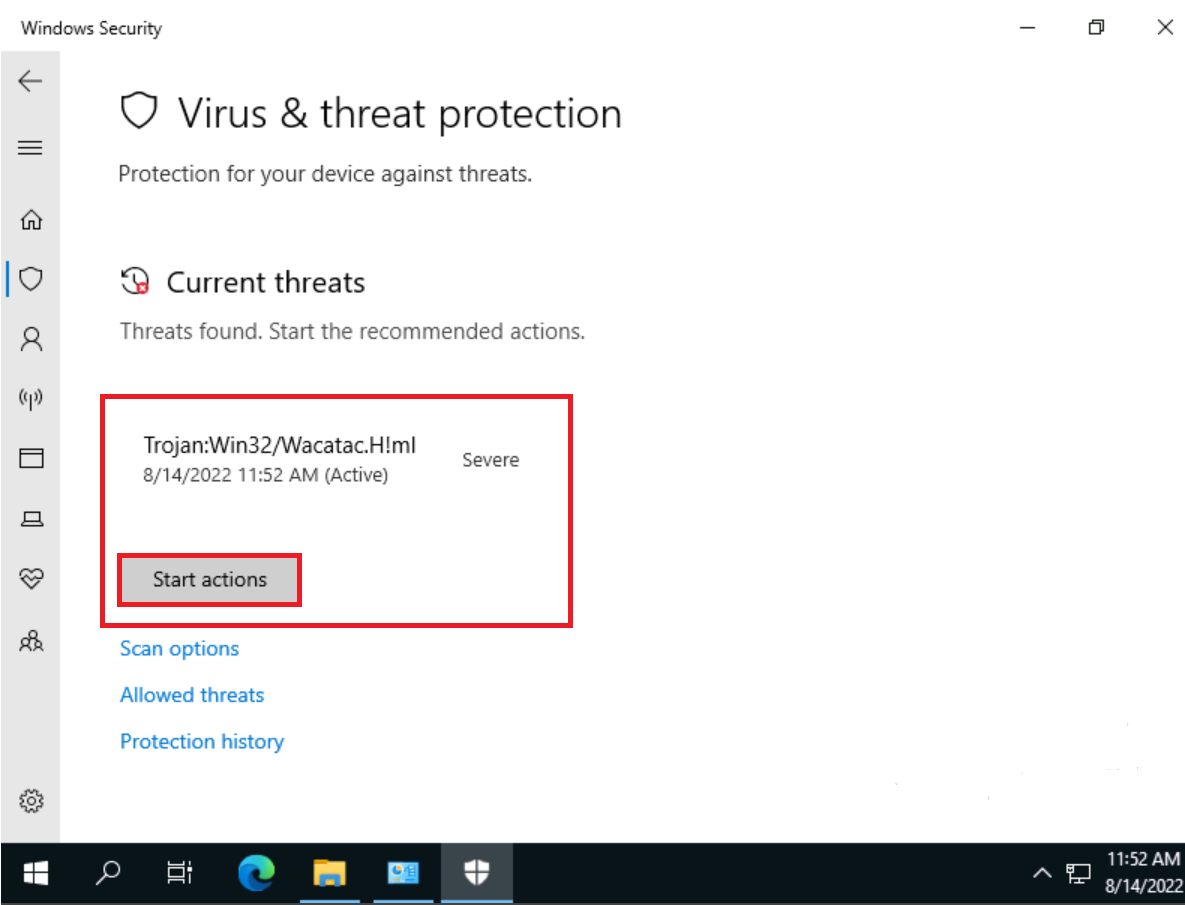 Windows Security
Virus & threat protection
Protection for your device against threats.
Current threats
Threats found. Start the recommended actions.
Trojan:Win32/Wacatac.H!ml
Severe
8/14/2022 11:52 AM (Active)
Start actions
Scan options
Allowed threats
Protection history
11:52 AM
8/14/2022